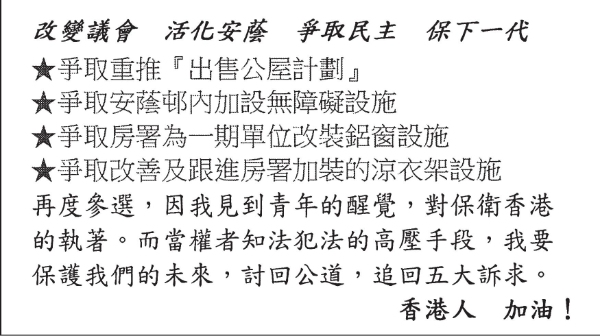 改變議會　活化安蔭　爭取民主　保下一代
★爭取重推『出售公屋計劃』
★爭取安蔭邨內加設無障礙設施
★爭取房署為一期單位改裝鋁窗設施
★爭取改善及跟進房署加裝的涼衣架設施
再度參選，因我見到青年的醒覺，對保衛香港
的執著。而當權者知法犯法的高壓手段，我要
保護我們的未來，討回公道，追回五大訴求。
香港人　加油！